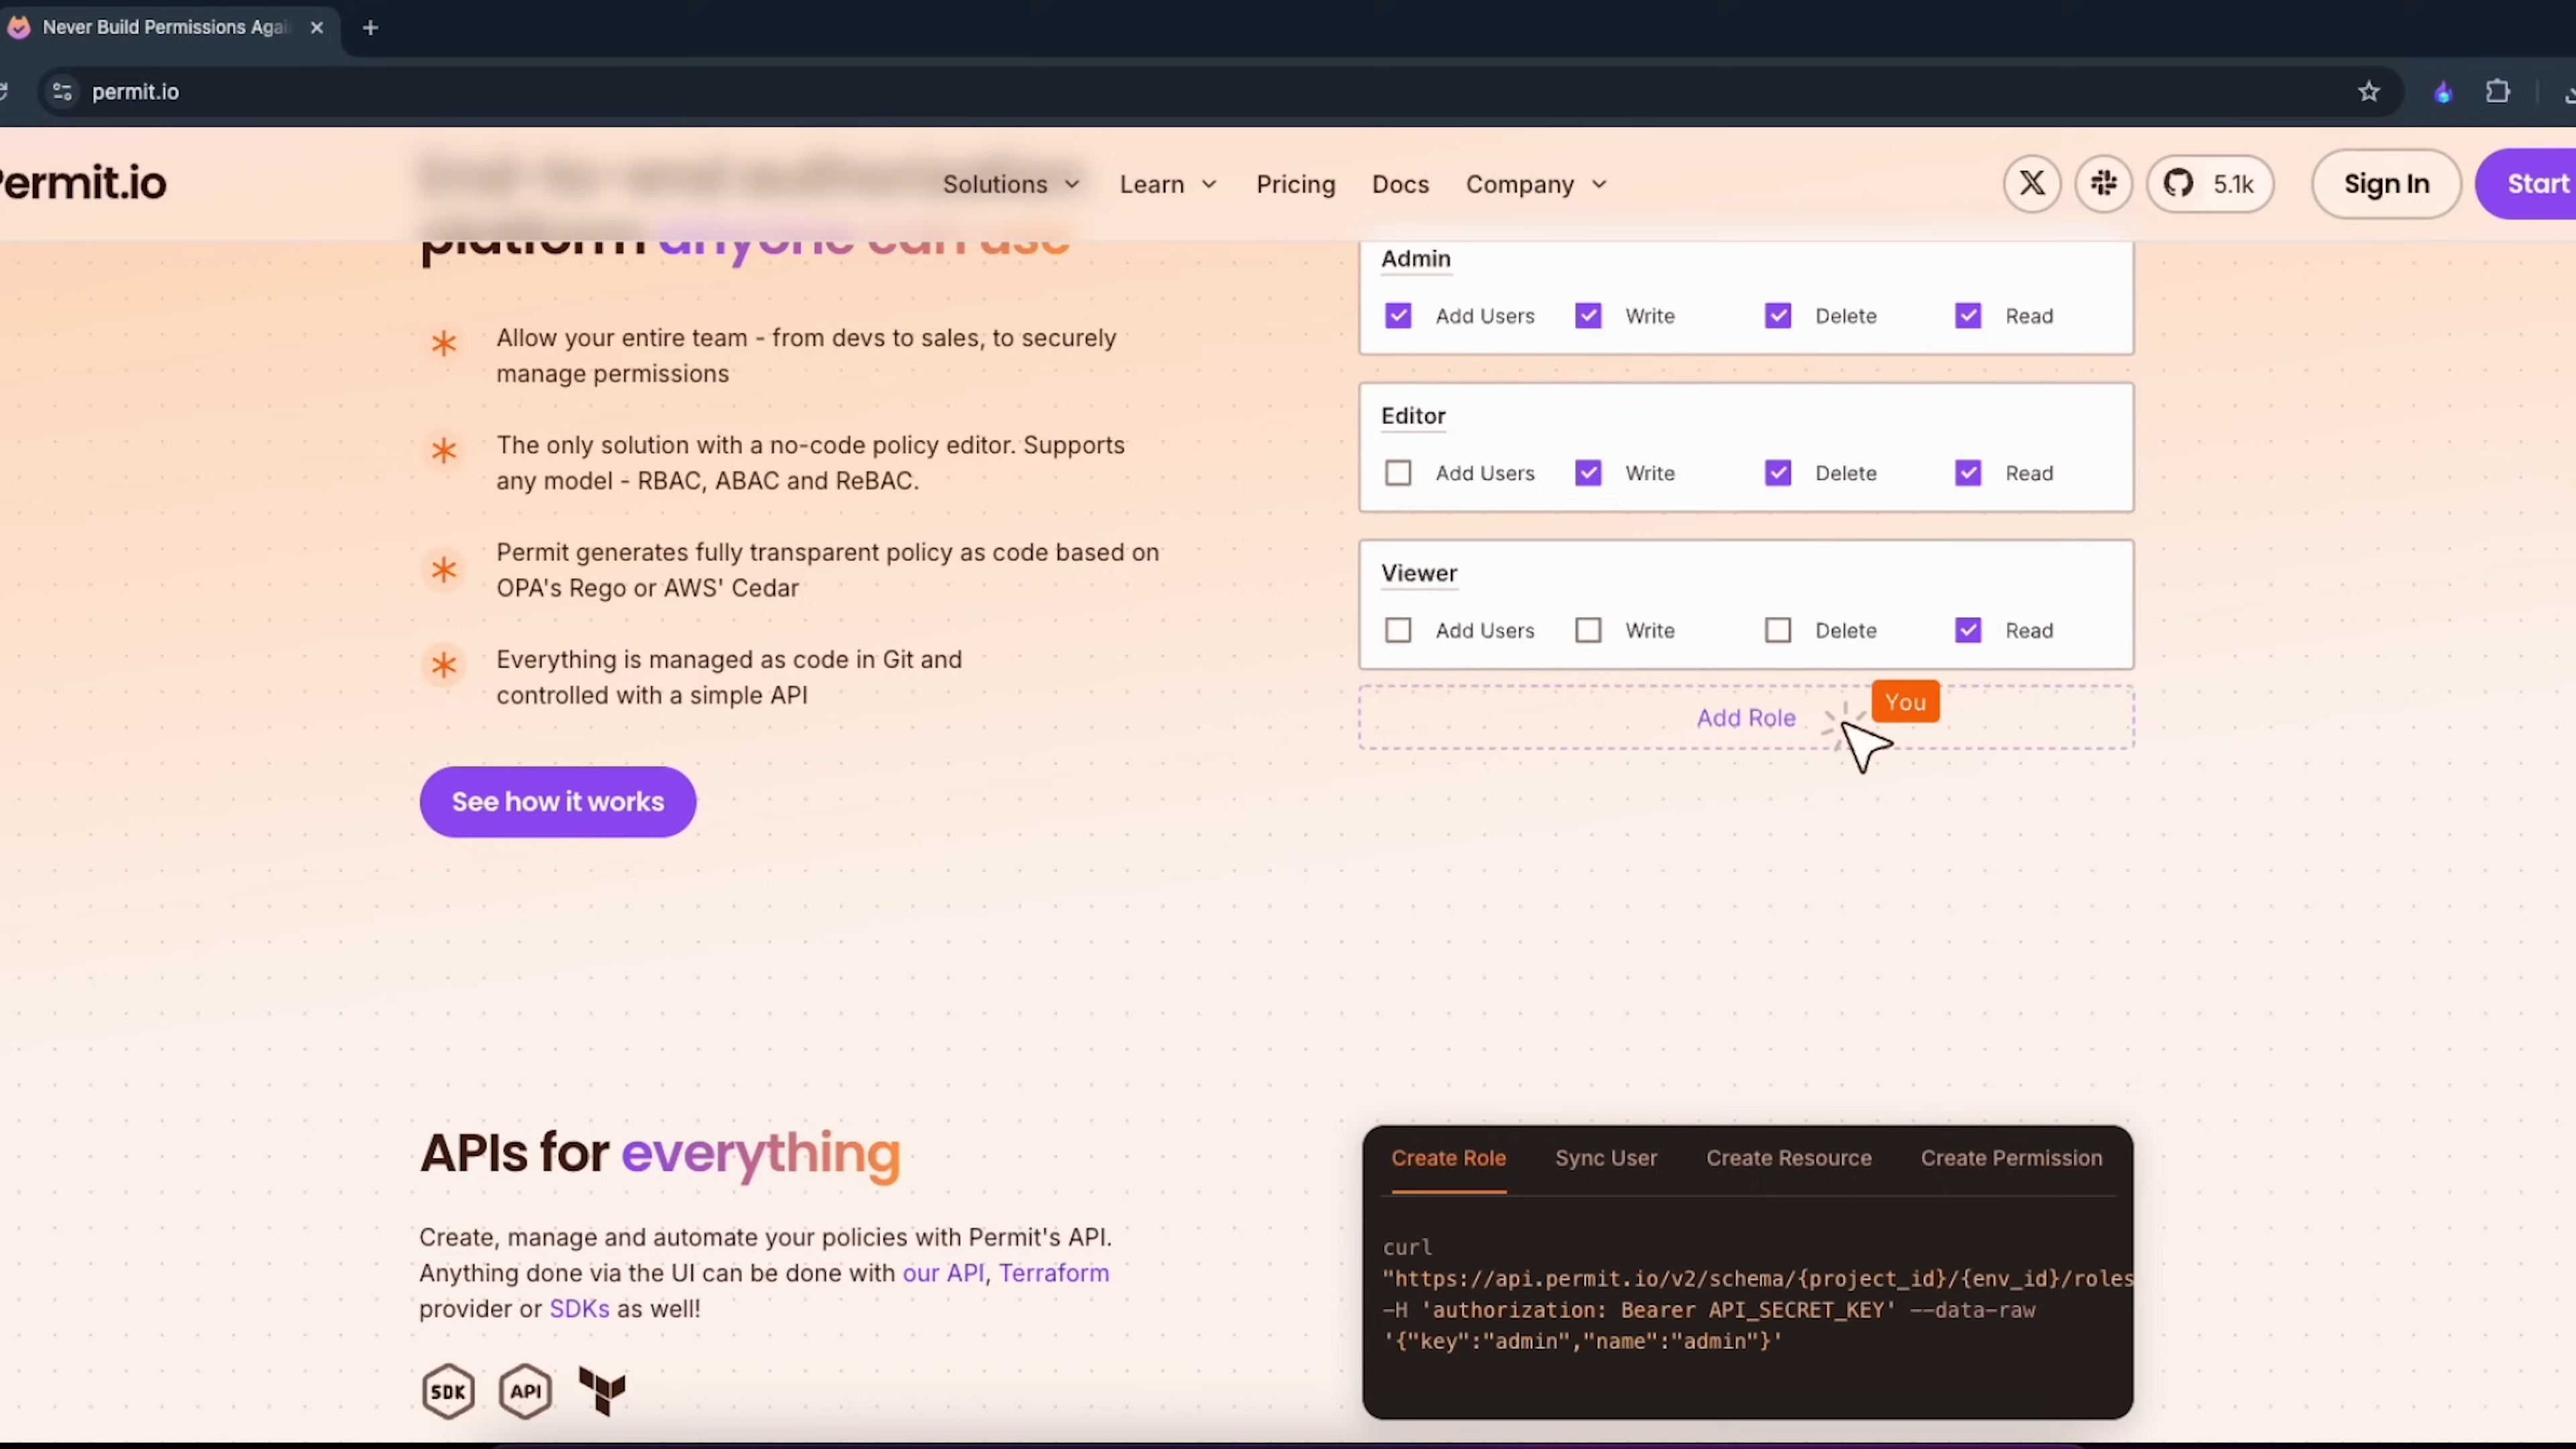 Never Build Permissions Agai
permit.io
Permit.io
Solutions
Learn
Pricing
Docs
Company
5.1k
Sign In
Start
platform anyone can use
Allow your entire team - from devs to sales, to securely
manage permissions
The only solution with a no-code policy editor. Supports
any model - RBAC, ABAC and ReBAC.
Permit generates fully transparent policy as code based on
OPA's Rego or AWS' Cedar
Everything is managed as code in Git and
controlled with a simple API
See how it works
Admin
Add Users Write Delete Read
Editor
Add Users Write Delete Read
Viewer
Add Users Write Delete Read
Add Role
You
APIs for everything
Create, manage and automate your policies with Permit's API.
Anything done via the UI can be done with our API, Terraform
provider or SDKs as well!
SDK
API
Create Role Sync User Create Resource Create Permission
curl
"https://api.permit.io/v2/schema/{project_id}/{env_id}/roles
-H 'authorization: Bearer API_SECRET_KEY' --data-raw
'{"key":"admin","name":"admin"}'